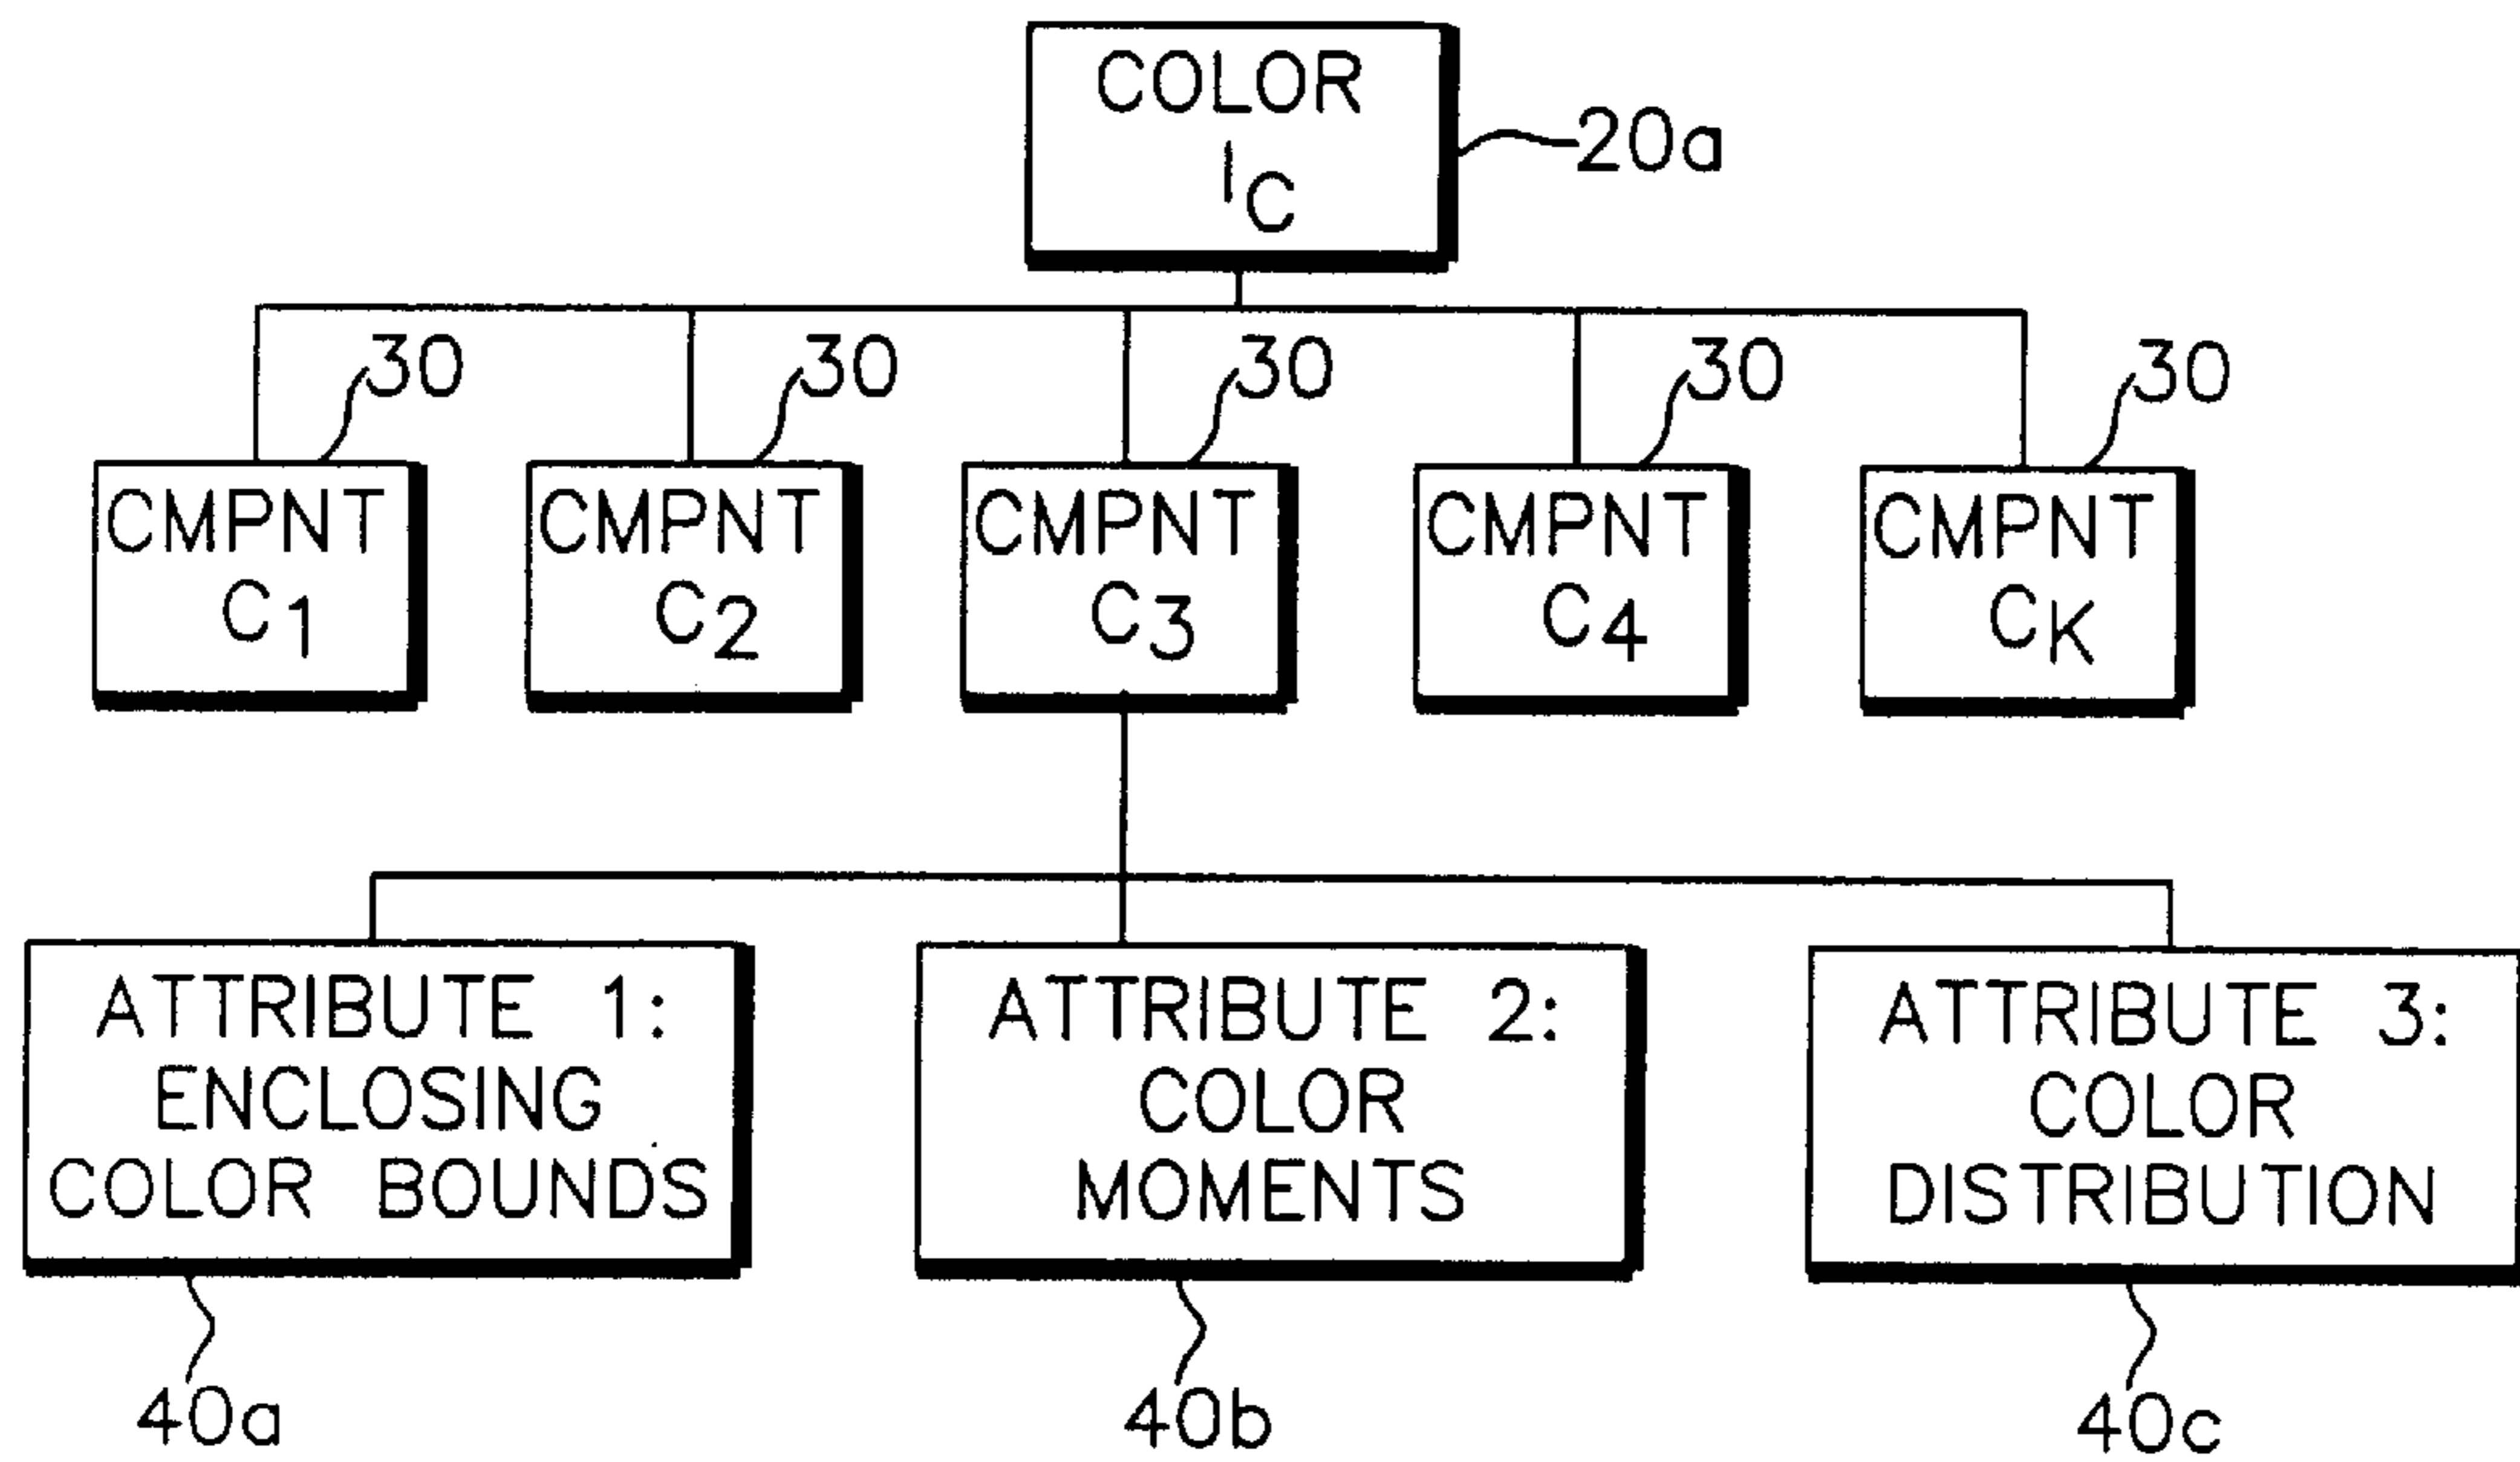 COLOR
I C
20a
30 30 30 30 30
CMPNT CMPNT CMPNT CMPNT CMPNT
C1 C2 C3 C4 CK
ATTRIBUTE 1: ATTRIBUTE 2: ATTRIBUTE 3:
ENCLOSING COLOR COLOR
COLOR BOUNDS MOMENTS DISTRIBUTION
40a 40b 40c